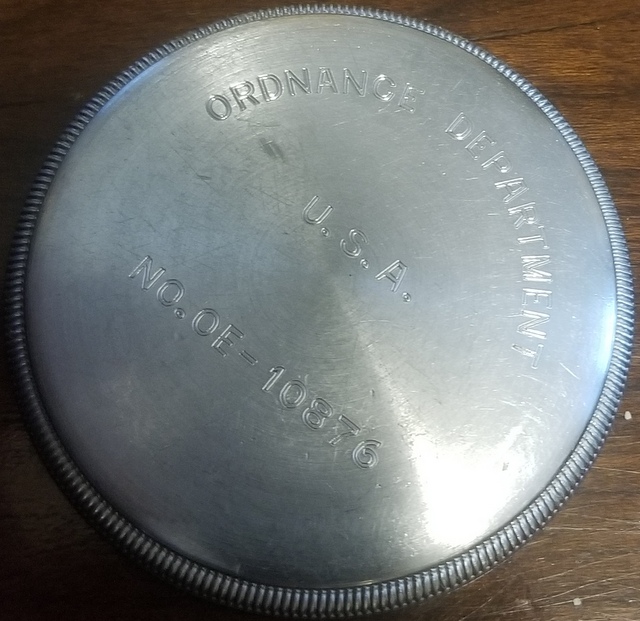 ORDNANCE DEPARTMENT
U.S.A.
NO. OE-10876